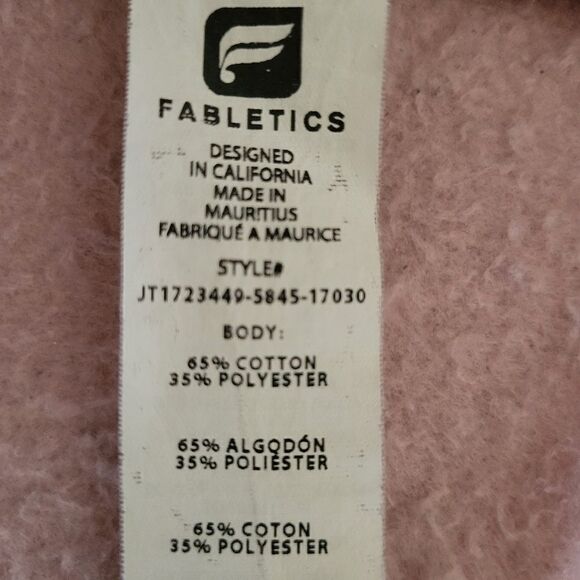 FABLETICS
DESIGNED
IN CALIFORNIA
MADE IN
MAURITIUS
FABRIQUÉ A MAURICE
STYLE#
JT1723449-5845-17030
BODY:
65% COTTON
35% POLYESTER
65% ALGODÓN
35% POLIÉSTER
65% COTON
35% POLYESTER